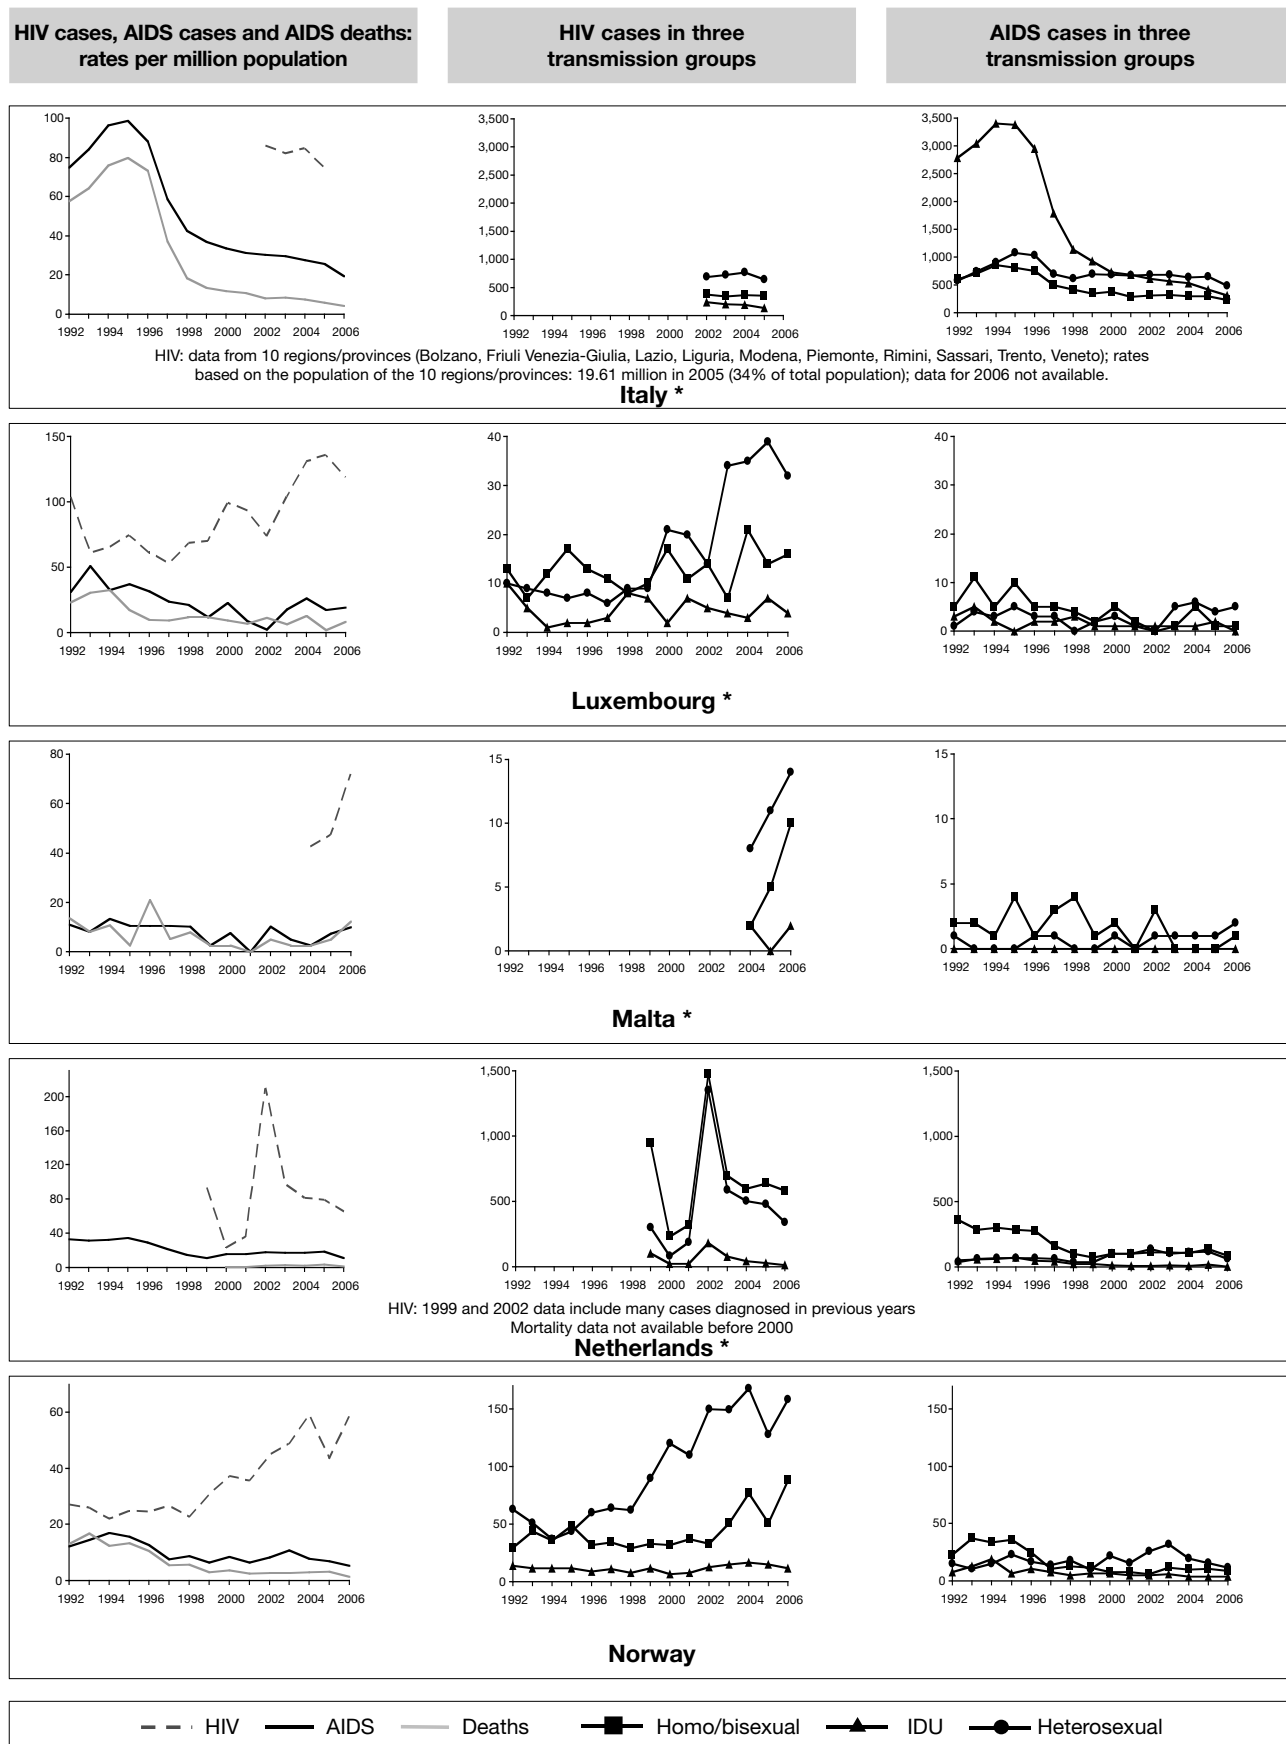 HIV cases, AIDS cases and AIDS deaths:
rates per million population
HIV cases in three
transmission groups
AIDS cases in three
transmission groups
100
80
60
40
20
0
1992 1994 1996 1998 2000 2002 2004 2006
3,500
3,000
2,500
2,000
1,500
1,000
500
0
1992 1994 1996 1998 2000 2002 2004 2006
3,500
3,000
2,500
2,000
1,500
1,000
500
0
1992 1994 1996 1998 2000 2002 2004 2006
HIV: data from 10 regions/provinces (Bolzano, Friuli Venezia-Giulia, Lazio, Liguria, Modena, Piemonte, Rimini, Sassari, Trento, Veneto); rates
based on the population of the 10 regions/provinces: 19.61 million in 2005 (34% of total population); data for 2006 not available.
Italy *
150
100
50
0
1992 1994 1996 1998 2000 2002 2004 2006
40
30
20
10
0
1992 1994 1996 1998 2000 2002 2004 2006
40
30
20
10
0
1992 1994 1996 1998 2000 2002 2004 2006
Luxembourg *
80
60
40
20
0
1992 1994 1996 1998 2000 2002 2004 2006
15
10
5
0
1992 1994 1996 1998 2000 2002 2004 2006
15
10
5
0
1992 1994 1996 1998 2000 2002 2004 2006
Malta *
200
160
120
80
40
0
1992 1994 1996 1998 2000 2002 2004 2006
1,500
1,000
500
0
1992 1994 1996 1998 2000 2002 2004 2006
1,500
1,000
500
0
1992 1994 1996 1998 2000 2002 2004 2006
HIV: 1999 and 2002 data include many cases diagnosed in previous years
Mortality data not available before 2000
Netherlands *
60
40
20
0
1992 1994 1996 1998 2000 2002 2004 2006
150
100
50
0
1992 1994 1996 1998 2000 2002 2004 2006
150
100
50
0
1992 1994 1996 1998 2000 2002 2004 2006
Norway
HIV AIDS Deaths Homo/bisexual IDU Heterosexual